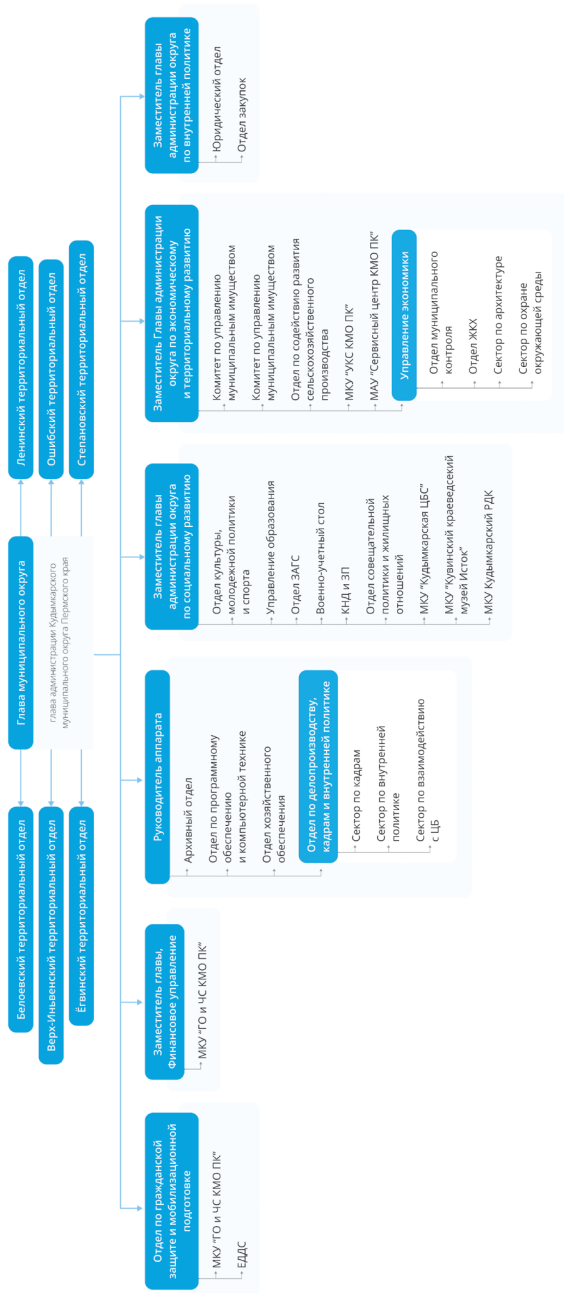 Глава муниципального округа
глава администрации Кудымкарского
муниципального округа Пермского края
Белоевский территориальный отдел
Верх-Иньвенский территориальный отдел
Ёгвинский территориальный отдел
Ленинский территориальный отдел
Ошибский территориальный отдел
Степановский территориальный отдел
Отдел по гражданской
защите и мобилизационной
подготовке
МКУ “ГО и ЧС КМО ПК”
ЕДДС
Заместитель главы,
Финансовое управление
МКУ “ГО и ЧС КМО ПК”
Руководитель аппарата
Архивный отдел
Отдел по программному
обеспечению
и компьютерной технике
Отдел хозяйственного
обеспечения
Отдел по делопроизводству,
кадрам и внутренней политике
Сектор по кадрам
Сектор по внутренней
политике
Сектор по взаимодействию
с ЦБ
Заместитель главы
администрации округа
по социальному развитию
Отдел культуры,
молодежной политики
и спорта
Управление образования
Отдел ЗАГС
Военно-учетный стол
КНД и ЗП
Отдел совещательной
политики и жилищных
отношений
МКУ “Кудымкарская ЦБС”
МКУ “Кувинский краеведсекий
музей Исток”
МКУ Кудымкарский РДК
Заместитель Главы администрации
округа по экономическому
и территориальному развитию
Комитет по управлению
муниципальным имуществом
Комитет по управлению
муниципальным имуществом
Отдел по содействию развития
сельскохозяйственного
производства
МКУ “УКС КМО ПК”
МАУ “Сервисный центр КМО ПК”
Управление экономики
Отдел муниципального
контроля
Отдел ЖКХ
Сектор по архитектуре
Сектор по охране
окружающей среды
Заместитель главы
администрации округа
по внутренней политике
Юридический отдел
Отдел закупок